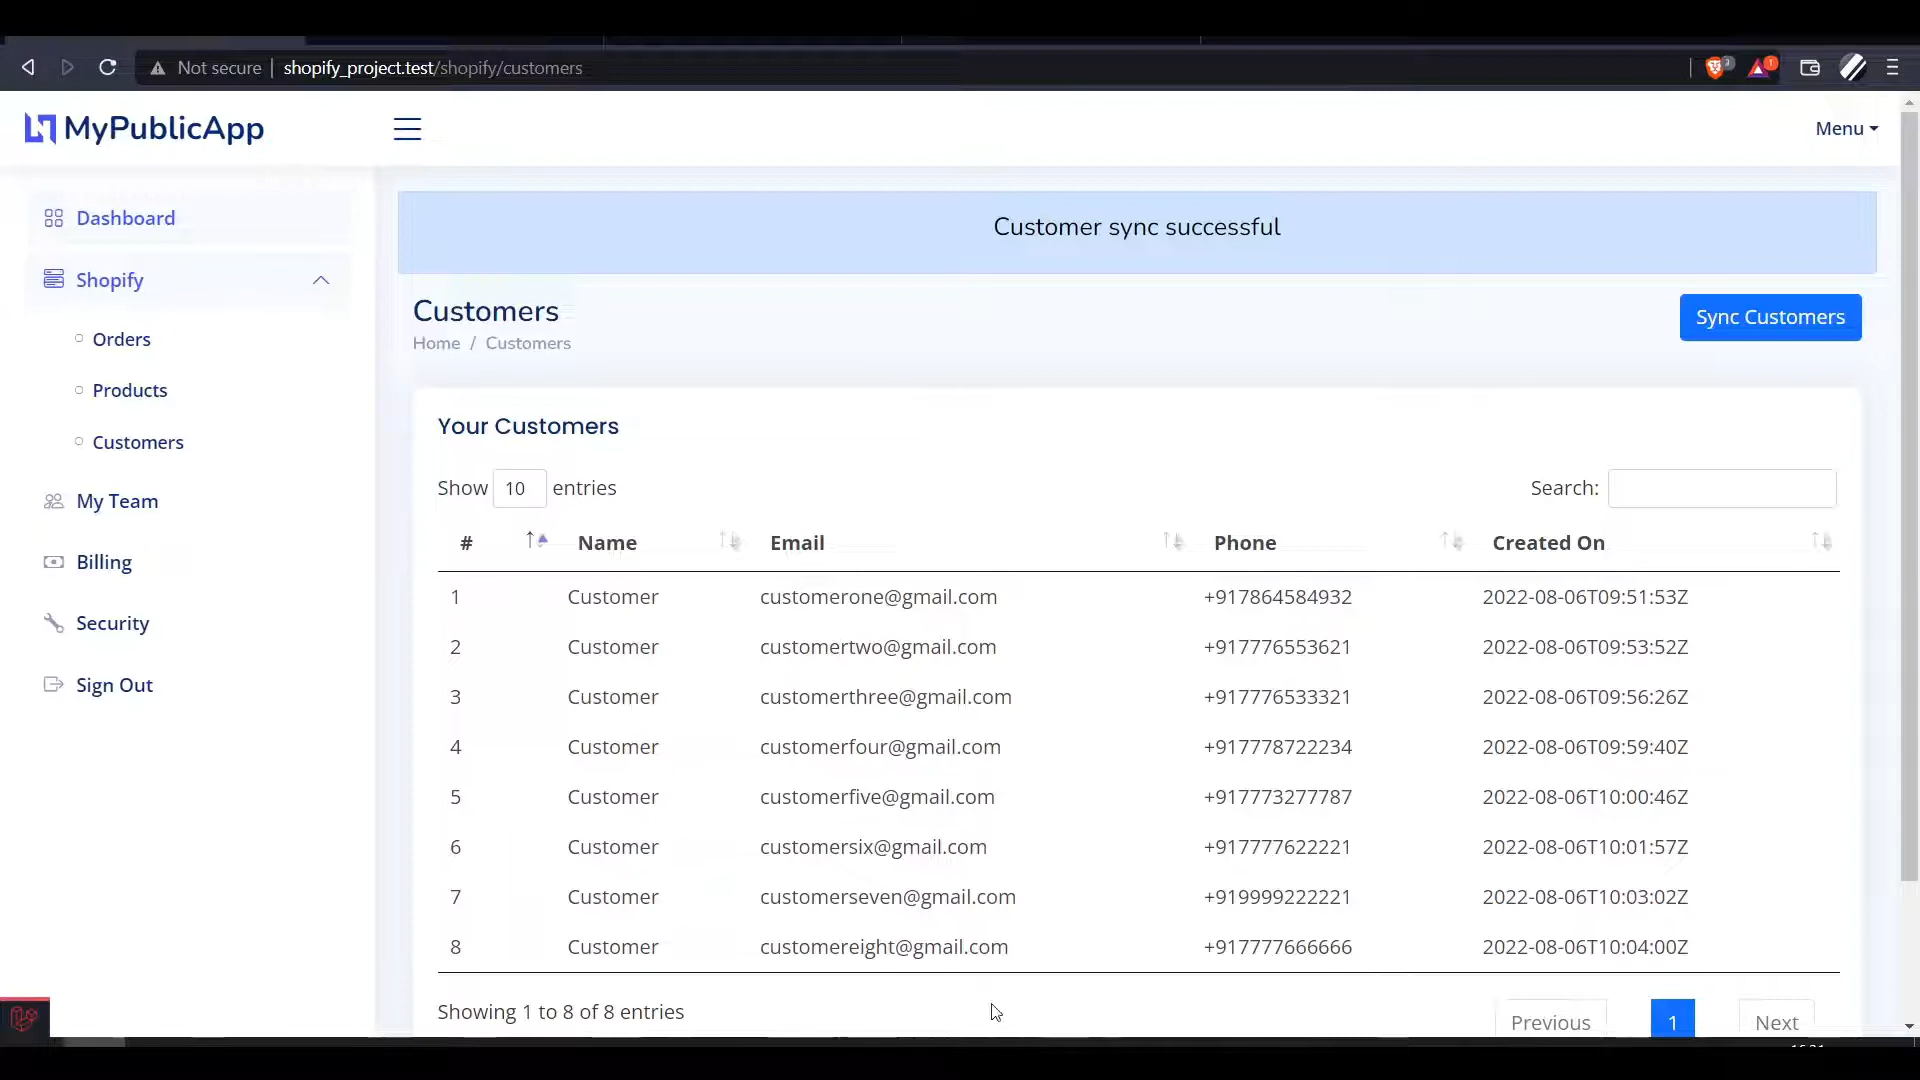 Not secure | shopify_project.test/shopify/customers
3
1
MyPublicApp
Menu
Dashboard
Shopify
Orders
Products
Customers
My Team
Billing
Security
Sign Out
Customer sync successful
Customers
Home / Customers
Sync Customers
Your Customers
Show 10 entries
Search:
# Name Email Phone Created On
1 Customer customerone@gmail.com +917864584932 2022-08-06T09:51:53Z
2 Customer customertwo@gmail.com +917776553621 2022-08-06T09:53:52Z
3 Customer customerthree@gmail.com +917776533321 2022-08-06T09:56:26Z
4 Customer customerfour@gmail.com +917778722234 2022-08-06T09:59:40Z
5 Customer customerfive@gmail.com +917773277787 2022-08-06T10:00:46Z
6 Customer customersix@gmail.com +917777622221 2022-08-06T10:01:57Z
7 Customer customerseven@gmail.com +919999222221 2022-08-06T10:03:02Z
8 Customer customereight@gmail.com +917777666666 2022-08-06T10:04:00Z
Showing 1 to 8 of 8 entries
Previous 1 Next